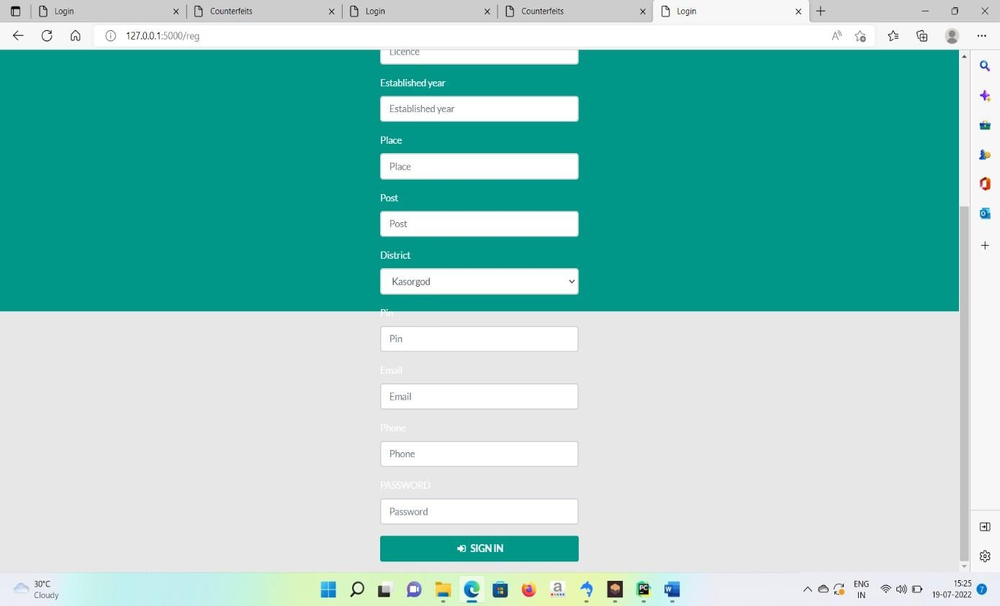 Login
Counterfeits
Login
Counterfeits
Login
127.0.0.1:5000/reg
Licence
Established year
Established year
Place
Place
Post
Post
District
Kasorgod
Pin
Pin
Email
Email
Phone
Phone
PASSWORD
Password
SIGN IN
30°C
Cloudy
ENG
IN
15:25
19-07-2022
7